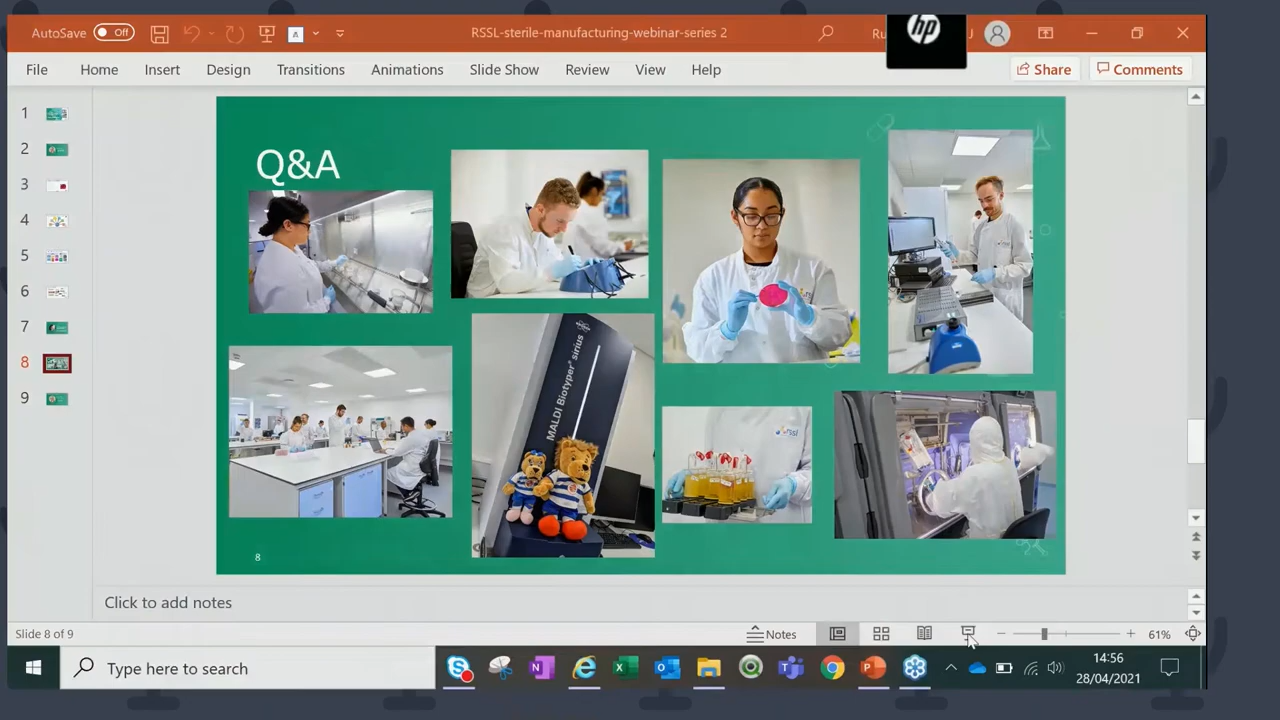 AutoSave
Off
A
RSSL-sterile-manufacturing-webinar-series 2
Ru
J
hp
File
Home
Insert
Design
Transitions
Animations
Slide Show
Review
View
Help
Share
Comments
1
2
3
4
5
6
7
8
9
Q&A
MALDI Biotyper® sirius
rssl
8
Click to add notes
Slide 8 of 9
Notes
61%
Type here to search
14:56
28/04/2021